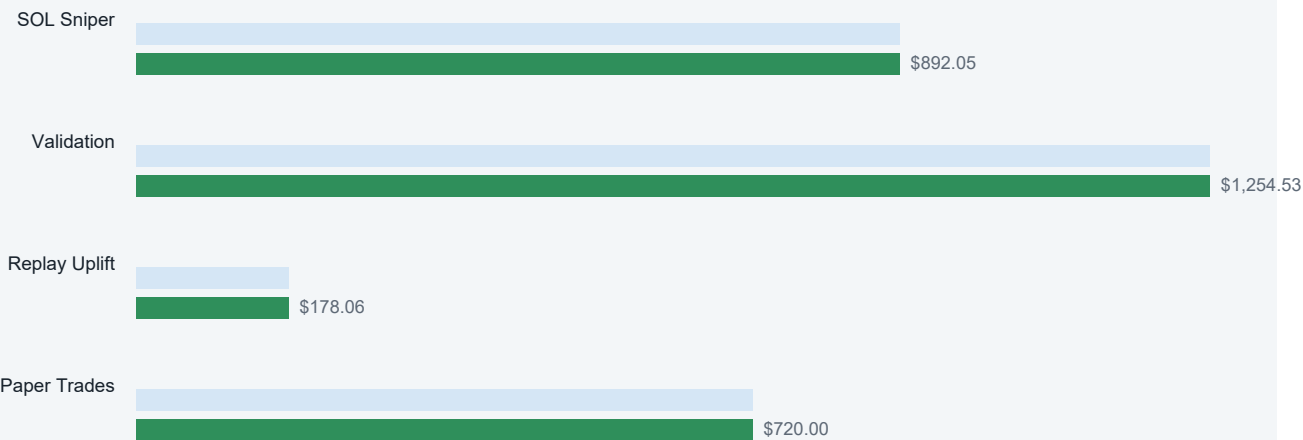 SOL Sniper
$892.05
Validation
$1,254.53
Replay Uplift
$178.06
Paper Trades
$720.00